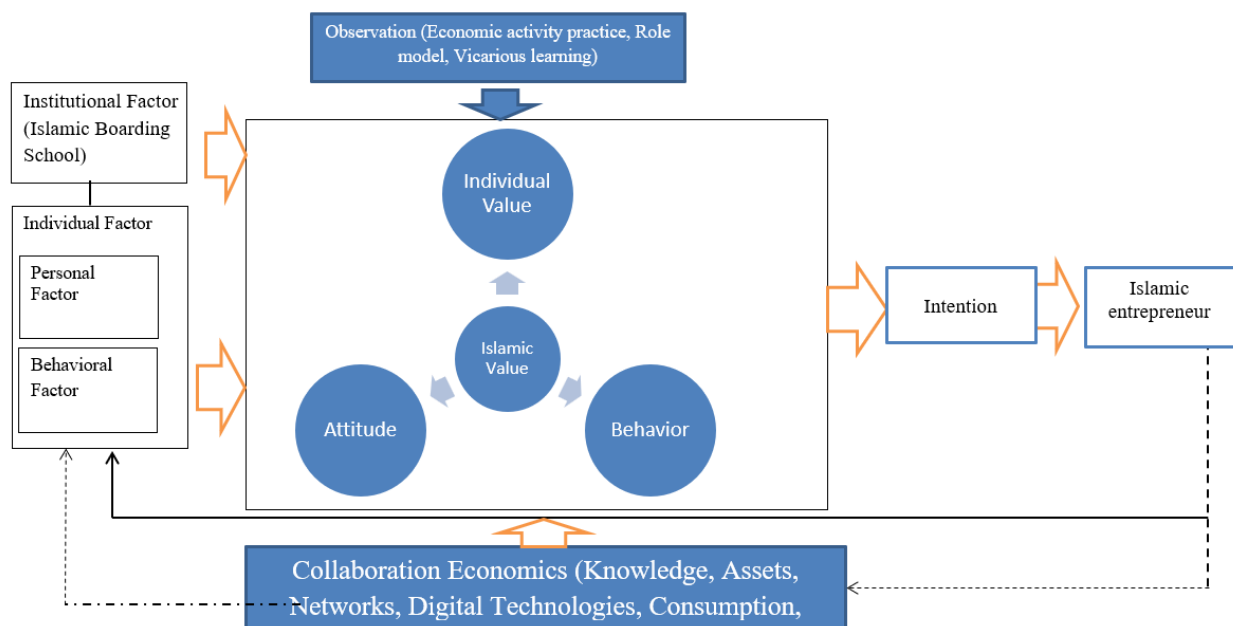 Observation (Economic activity practice, Role
model, Vicarious learning)
Institutional Factor
(Islamic Boarding
School)
Individual Factor
Personal
Factor
Behavioral
Factor
Individual
Value
Islamic
Value
Attitude
Behavior
Intention
Islamic
entrepreneur
Collaboration Economics (Knowledge, Assets,
Networks, Digital Technologies, Consumption,